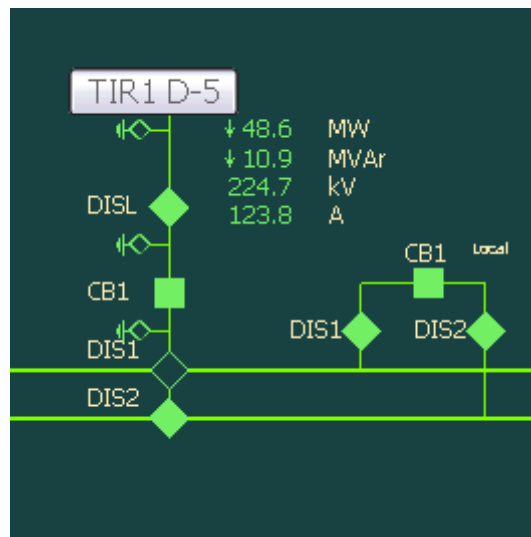 TIR1 D-5
↓ 48.6 MW
↓ 10.9 MVAr
224.7 kV
123.8 A
DISL
CB1 Local
CB1
DIS1 DIS2
DIS1
DIS2